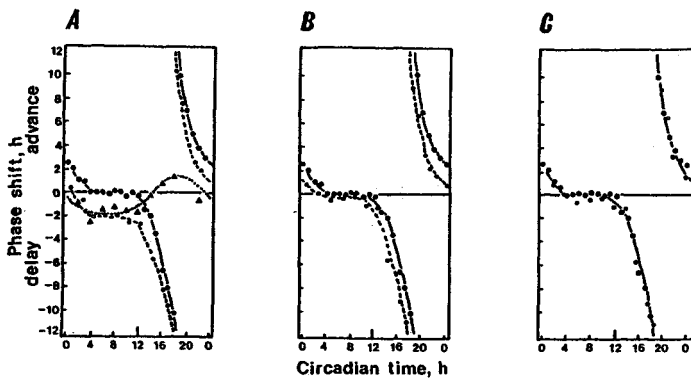 A B C
Phase shift, h
delay advance
12
10
8
6
4
2
0
-2
-4
-6
-8
-10
-12
0 4 8 12 16 20 0
0 4 8 12 16 20 0
0 4 8 12 16 20 0
Circadian time, h